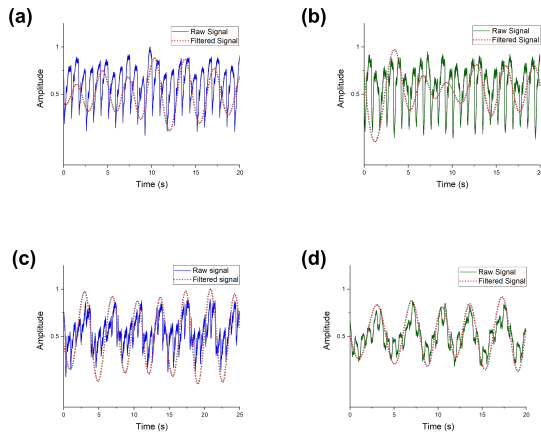 (a)
Raw Signal
Filtered Signal
1
0.5
Amplitude
0 5 10 15 20
Time (s)
(b)
Raw Signal
Filtered Signal
1
0.5
Amplitude
0 5 10 15 20
Time (s)
(c)
Raw signal
Filtered signal
1
0.5
Amplitude
0 5 10 15 20 25
Time (s)
(d)
Raw Signal
Filtered Signal
1
0.5
Amplitude
0 5 10 15 20
Time (s)